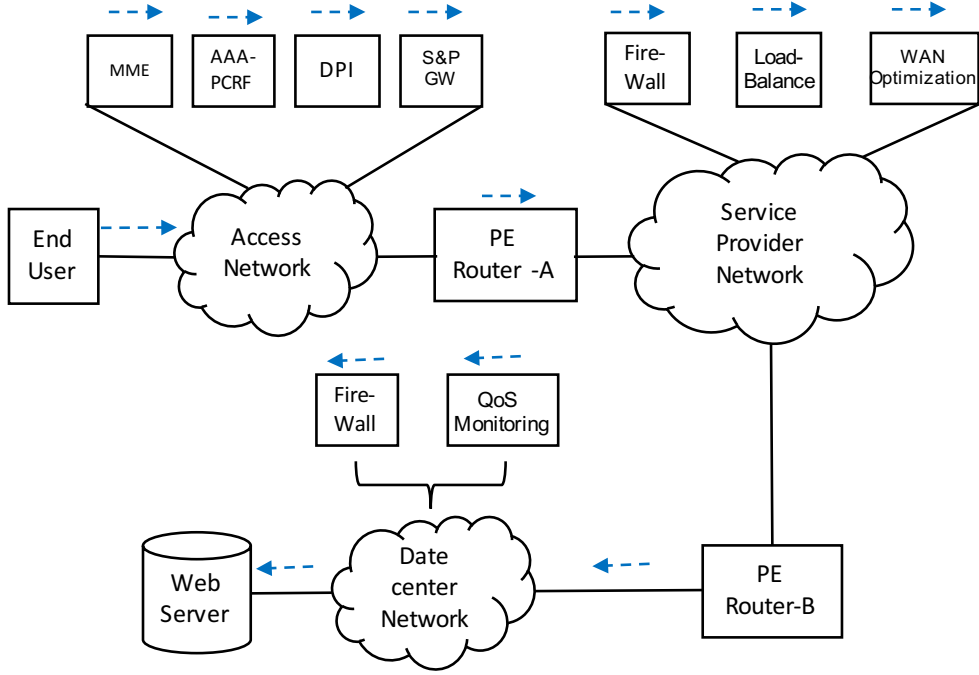 MME
AAA-
PCRF
DPI
S&P
GW
Fire-
Wall
Load-
Balance
WAN
Optimization
End
User
Access
Network
PE
Router -A
Service
Provider
Network
Fire-
Wall
QoS
Monitoring
Web
Server
Date
center
Network
PE
Router-B